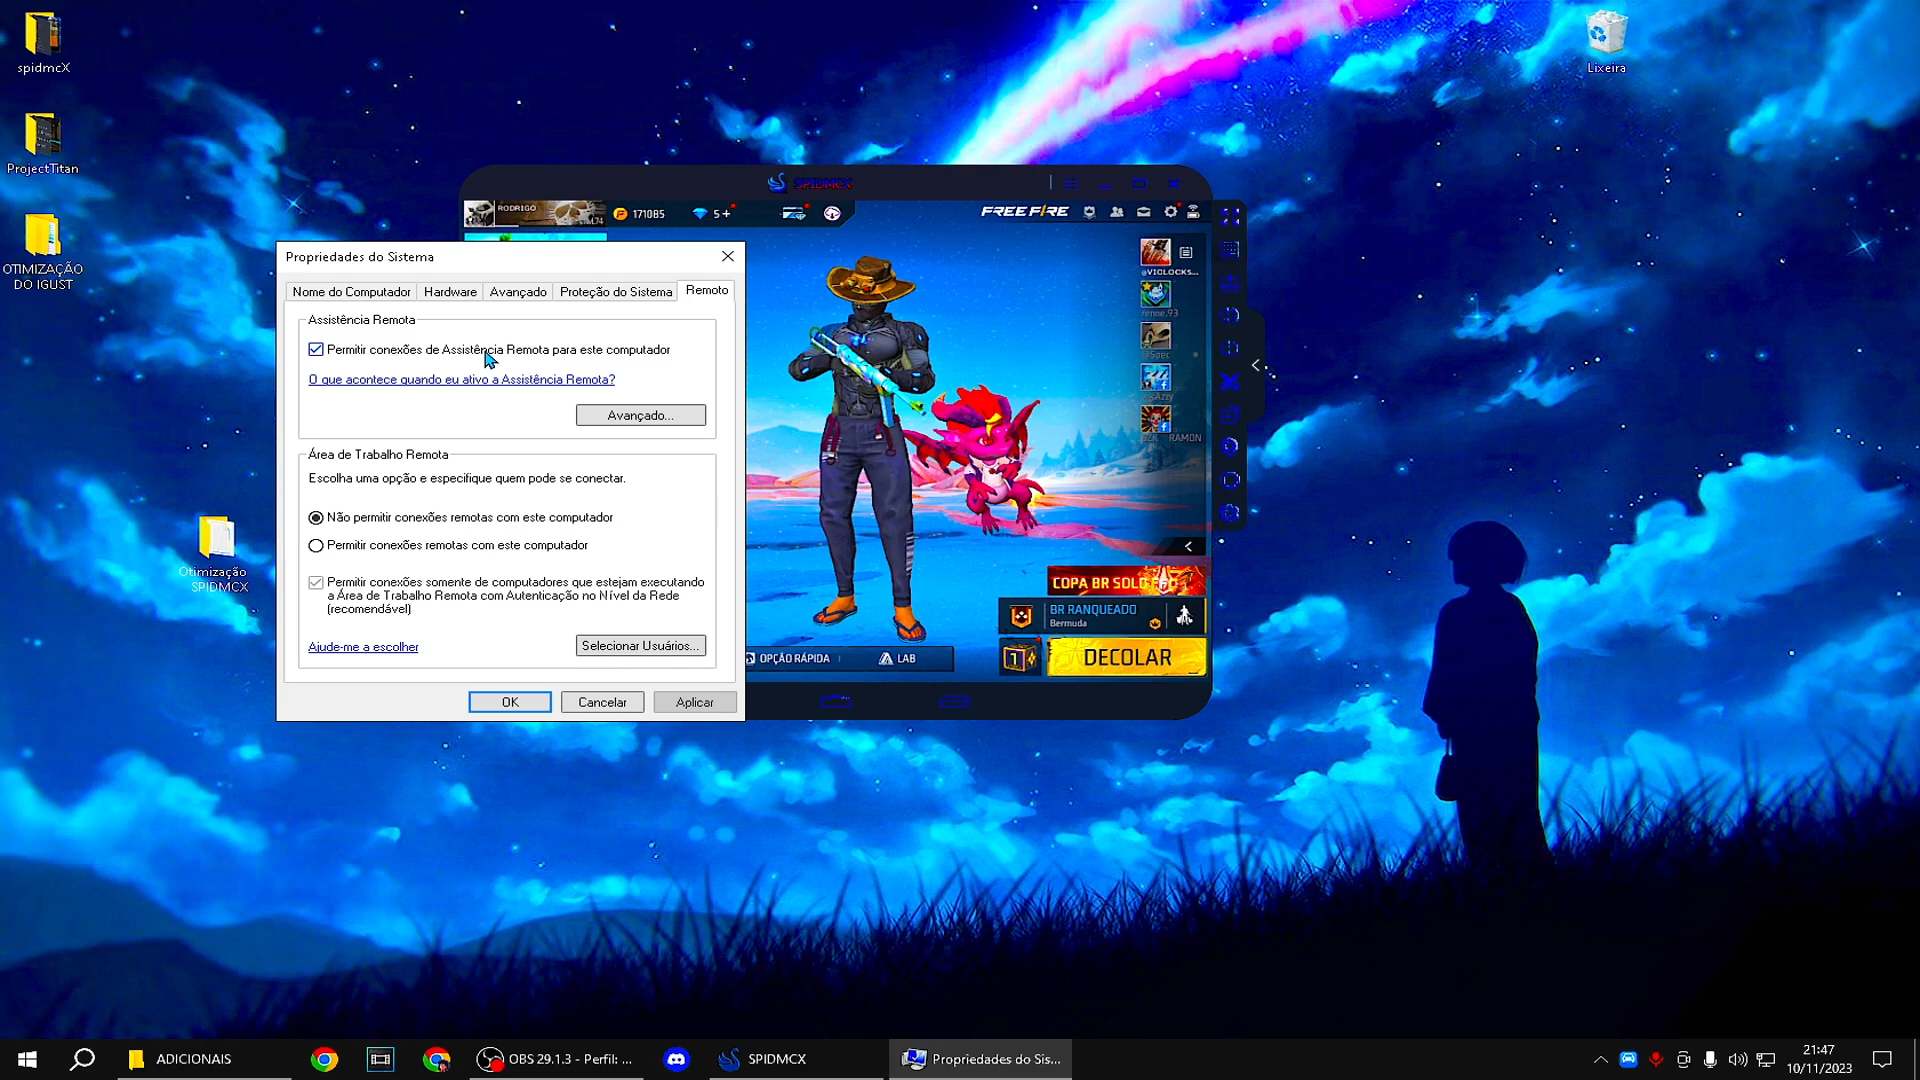 spidmcX
ProjectTitan
OTIMIZAÇÃO
DO IGUST
Otimização
SPIDMCX
Lixeira
SPIDMCX
RODRIGO
171085
5+
FREE FIRE
Propriedades do Sistema
Nome do Computador
Hardware
Avançado
Proteção do Sistema
Remoto
Assistência Remota
Permitir conexões de Assistência Remota para este computador
O que acontece quando eu ativo a Assistência Remota?
Avançado...
Área de Trabalho Remota
Escolha uma opção e especifique quem pode se conectar.
Não permitir conexões remotas com este computador
Permitir conexões remotas com este computador
Permitir conexões somente de computadores que estejam executando
a Área de Trabalho Remota com Autenticação no Nível da Rede
(recomendável)
Ajude-me a escolher
Selecionar Usuários...
OK
Cancelar
Aplicar
@VIOLOCKS...
RAMON
COPA BR SOLO
BR RANQUEADO
Bermuda
DECOLAR
OPÇÃO RÁPIDA
LAB
ADICIONAIS
OBS 29.1.3 - Perfil: ...
SPIDMCX
Propriedades do Sis...
21:47
10/11/2023